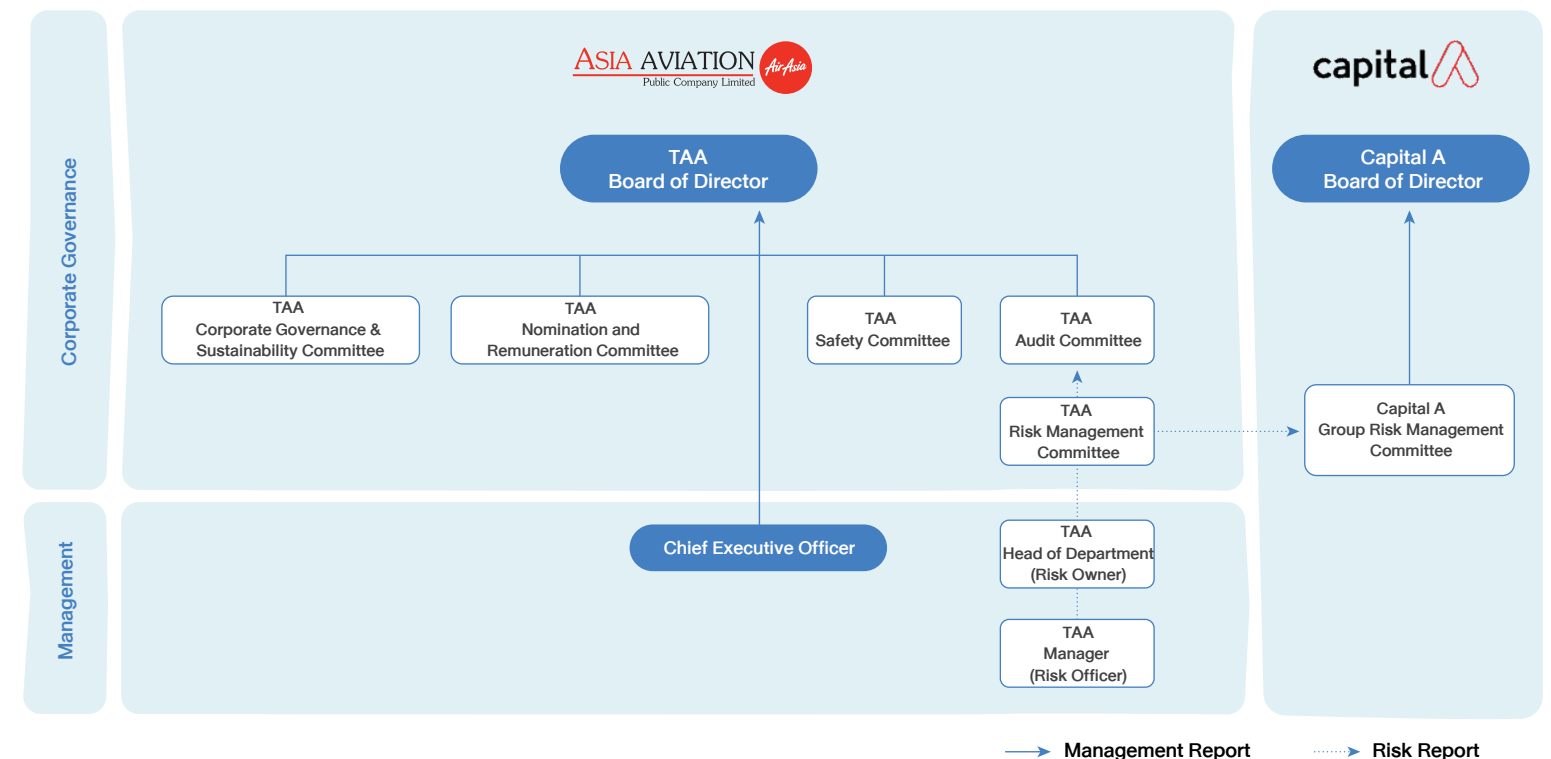 Corporate Governance
ASIA AVIATION
Public Company Limited
AirAsia
TAA
Board of Director
TAA
Corporate Governance &
Sustainability Committee
TAA
Nomination and
Remuneration Committee
TAA
Safety Committee
TAA
Audit Committee
TAA
Risk Management
Committee
capital A
Capital A
Board of Director
Capital A
Group Risk Management
Committee
Management
Chief Executive Officer
TAA
Head of Department
(Risk Owner)
TAA
Manager
(Risk Officer)
Management Report
Risk Report